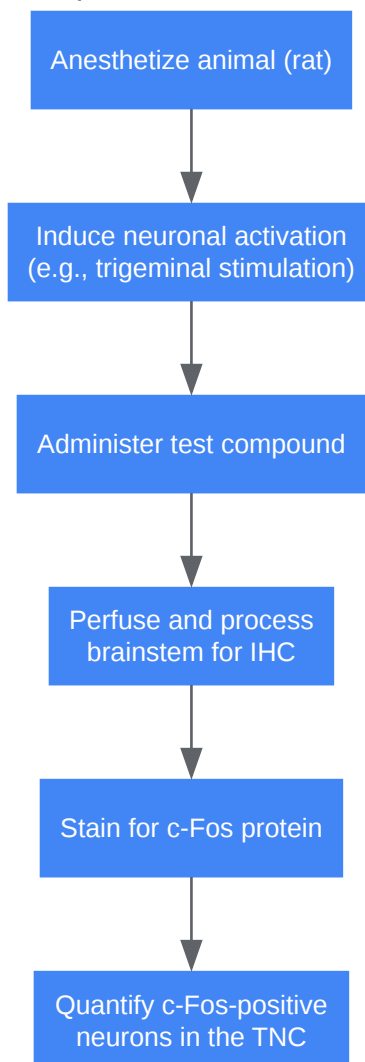 Anesthetize animal (rat)
Induce neuronal activation
(e.g., trigeminal stimulation)
Administer test compound
Perfuse and process
brainstem for IHC
Stain for c-Fos protein
Quantify c-Fos-positive
neurons in the TNC